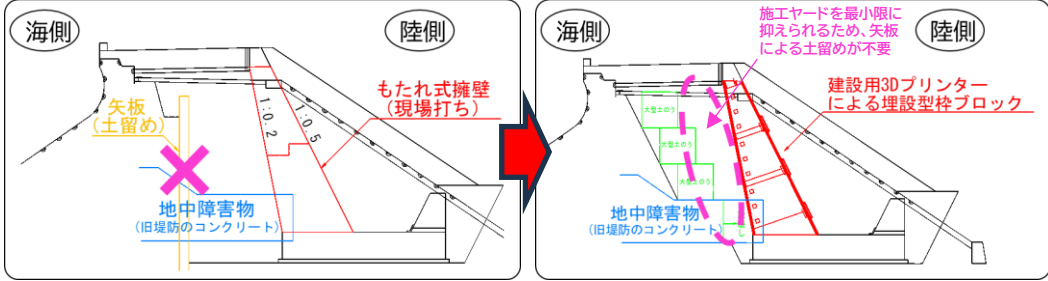 海側
陸側
矢板
(土留め)
1:0.2
1:0.5
もたれ式擁壁
(現場打ち)
地中障害物
(旧堤防のコンクリート)
海側
施工ヤードを最小限に
抑えられるため、矢板
による土留めが不要
陸側
建設用3Dプリンター
による埋設型枠ブロック
大型土のう
大型土のう
大型土のう
地中障害物
(旧堤防のコンクリート)